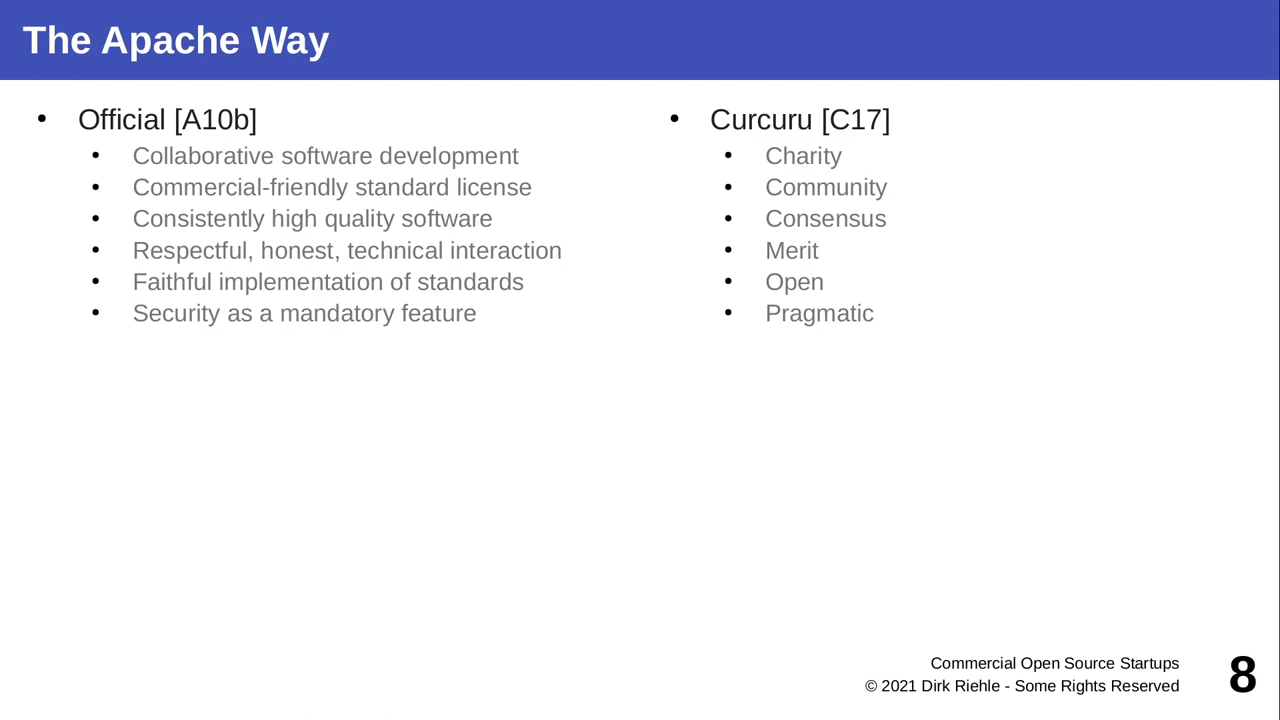 The Apache Way
• Official [A10b]
• Collaborative software development
• Commercial-friendly standard license
• Consistently high quality software
• Respectful, honest, technical interaction
• Faithful implementation of standards
• Security as a mandatory feature
• Curcuru [C17]
• Charity
• Community
• Consensus
• Merit
• Open
• Pragmatic
Commercial Open Source Startups
© 2021 Dirk Riehle - Some Rights Reserved
8